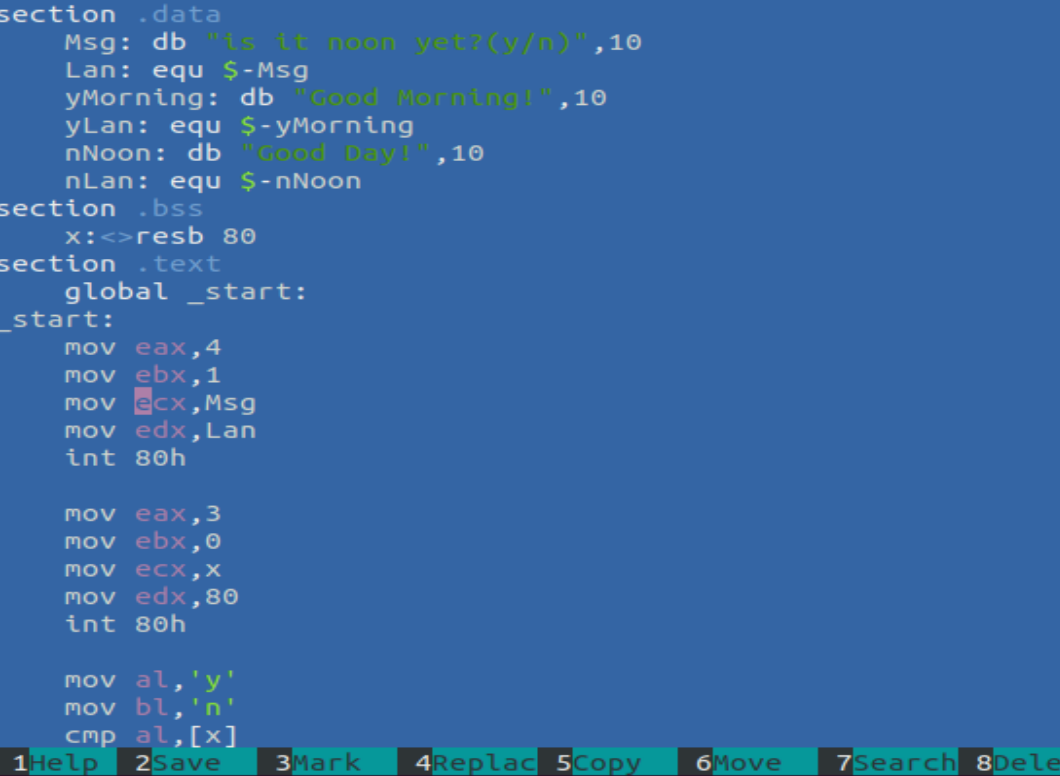 section .data
    Msg: db "is it noon yet?(y/n)",10
    Lan: equ $-Msg
    yMorning: db "Good Morning!",10
    yLan: equ $-yMorning
    nNoon: db "Good Day!",10
    nLan: equ $-nNoon
section .bss
    x:<>resb 80
section .text
    global _start:
_start:
    mov eax,4
    mov ebx,1
    mov ecx,Msg
    mov edx,Lan
    int 80h

    mov eax,3
    mov ebx,0
    mov ecx,x
    mov edx,80
    int 80h

    mov al,'y'
    mov bl,'n'
    cmp al,[x]
1Help 2Save 3Mark 4Replac 5Copy 6Move 7Search 8Dele